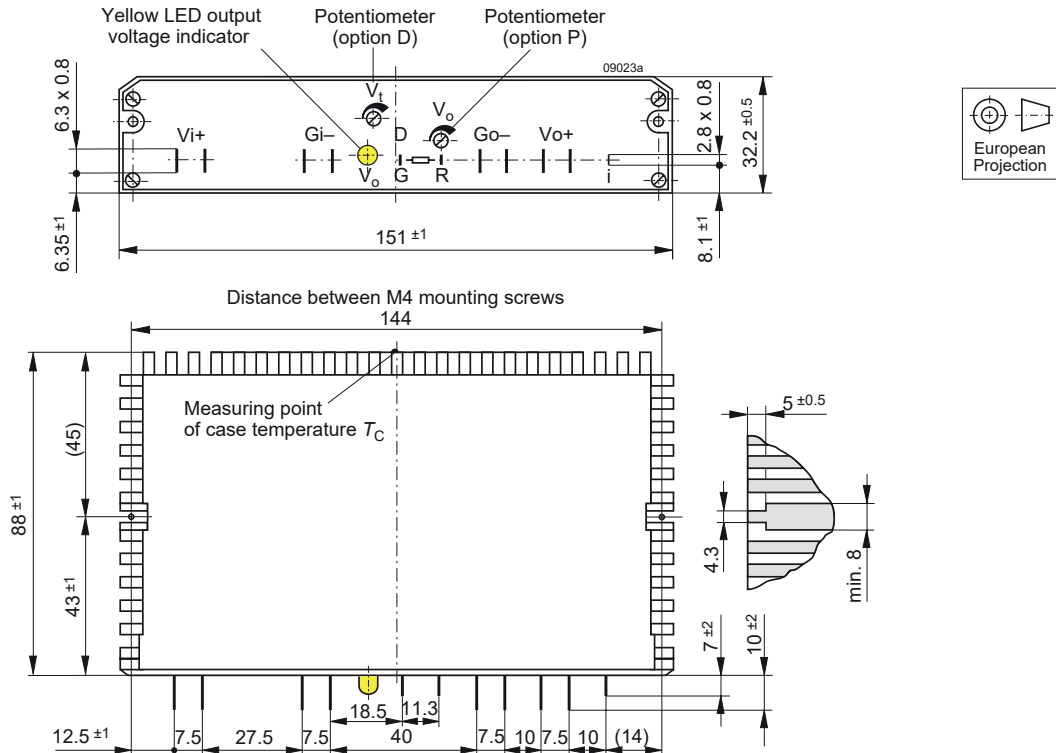 Yellow LED output
voltage indicator
Potentiometer
(option D)
Potentiometer
(option P)
09023a
6.3 x 0.8
Vt
Vo
2.8 x 0.8
32.2 ±0.5
Vi+
Gi–
D
Go–
Vo+
Vo
G
R
i
European
Projection
6.35 ±1
151 ±1
8.1 ±1
Distance between M4 mounting screws
144
Measuring point
of case temperature TC
5 ±0.5
(45)
88 ±1
43 ±1
4.3
min. 8
7 ±2
10 ±2
18.5
11.3
12.5 ±1
7.5
27.5
7.5
40
7.5
10
7.5
10
(14)